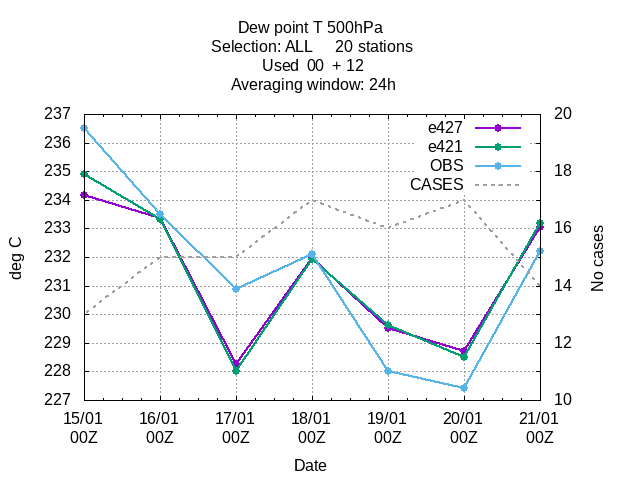 Dew point T 500hPa
Selection: ALL     20 stations
Used  00  + 12
Averaging window: 24h
237
236
235
234
233
232
231
230
229
228
227
deg C
20
18
16
14
12
10
No cases
e427
e421
OBS
CASES
15/01 16/01 17/01 18/01 19/01 20/01 21/01
00Z 00Z 00Z 00Z 00Z 00Z 00Z
Date